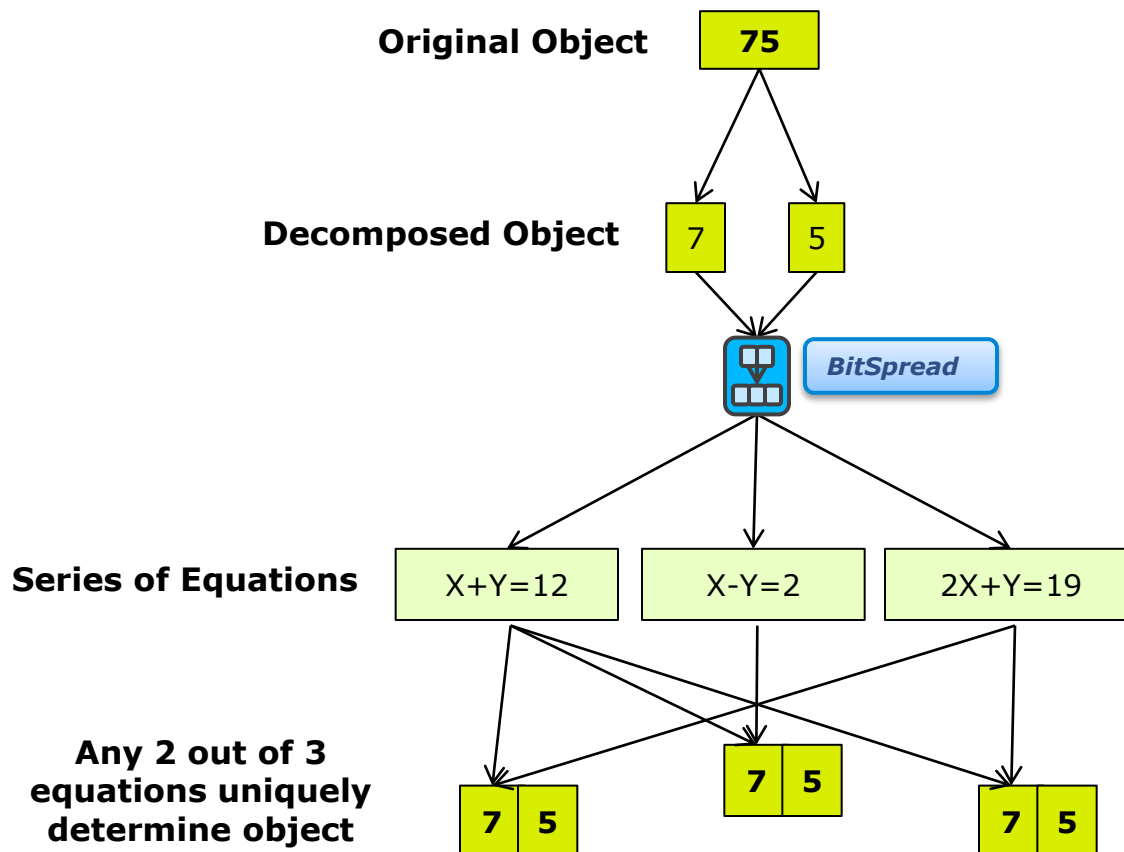 Original Object
75
Decomposed Object
7
5
BitSpread
Series of Equations
X+Y=12
X-Y=2
2X+Y=19
Any 2 out of 3
equations uniquely
determine object
7 5
7 5
7 5